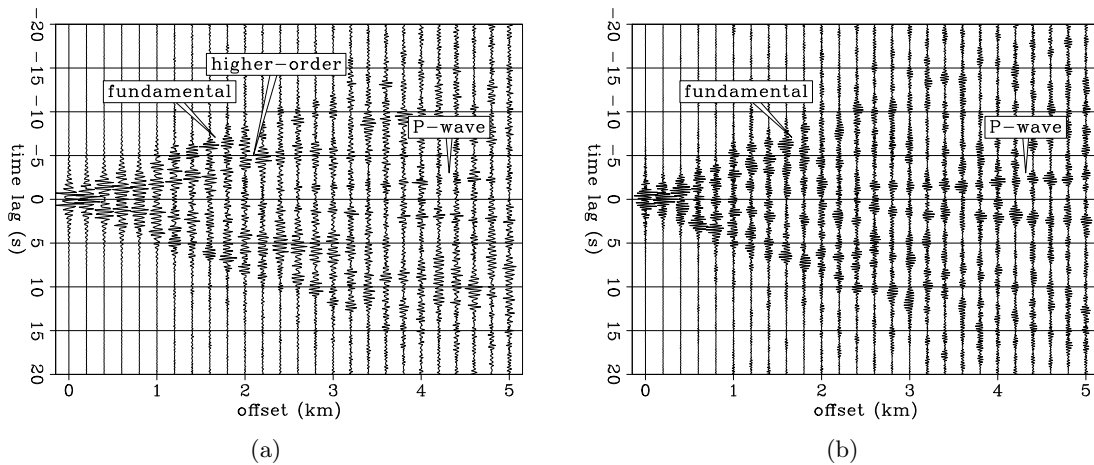 −20
−15
−10
−5
0
5
10
15
20
time lag (s)
higher−order
fundamental
P−wave
0 1 2 3 4 5
offset (km)
(a)
−20
−15
−10
−5
0
5
10
15
20
time lag (s)
fundamental
P−wave
0 1 2 3 4 5
offset (km)
(b)